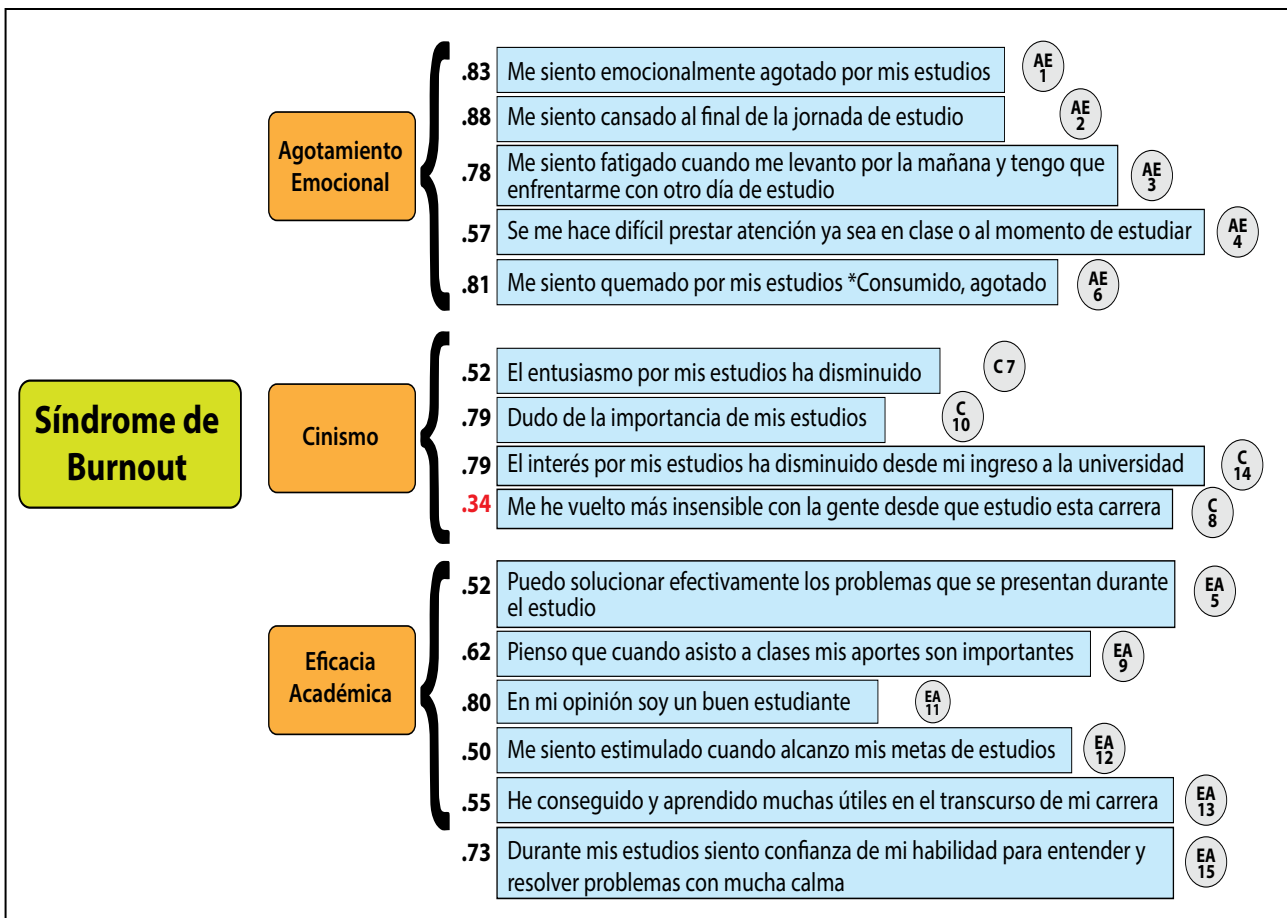 .83 Me siento emocionalmente agotado por mis estudios AE 1
.88 Me siento cansado al final de la jornada de estudio AE 2
Agotamiento
Emocional
.78 Me siento fatigado cuando me levanto por la mañana y tengo que
enfrentarme con otro día de estudio AE 3
.57 Se me hace difícil prestar atención ya sea en clase o al momento de estudiar AE 4
.81 Me siento quemado por mis estudios *Consumido, agotado AE 6
Síndrome de
Burnout
Cinismo
.52 El entusiasmo por mis estudios ha disminuido C 7
.79 Dudo de la importancia de mis estudios C 10
.79 El interés por mis estudios ha disminuido desde mi ingreso a la universidad C 14
.34 Me he vuelto más insensible con la gente desde que estudio esta carrera C 8
Eficacia
Académica
.52 Puedo solucionar efectivamente los problemas que se presentan durante
el estudio EA 5
.62 Pienso que cuando asisto a clases mis aportes son importantes EA 9
.80 En mi opinión soy un buen estudiante EA 11
.50 Me siento estimulado cuando alcanzo mis metas de estudios EA 12
.55 He conseguido y aprendido muchas útiles en el transcurso de mi carrera EA 13
.73 Durante mis estudios siento confianza de mi habilidad para entender y
resolver problemas con mucha calma EA 15